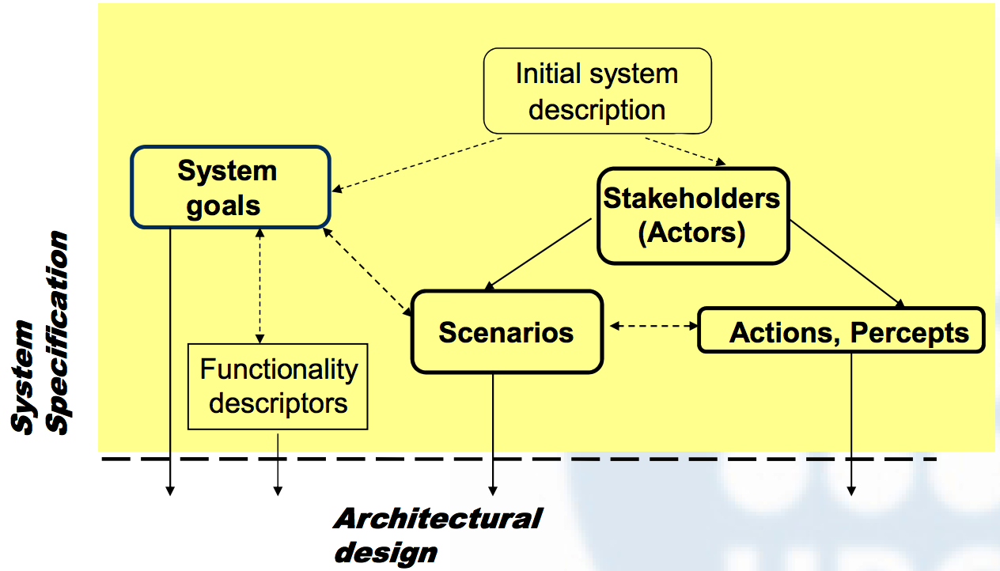 Initial system
description
System
goals
Stakeholders
(Actors)
Scenarios
Actions, Percepts
Functionality
descriptors
System
Specification
Architectural
design